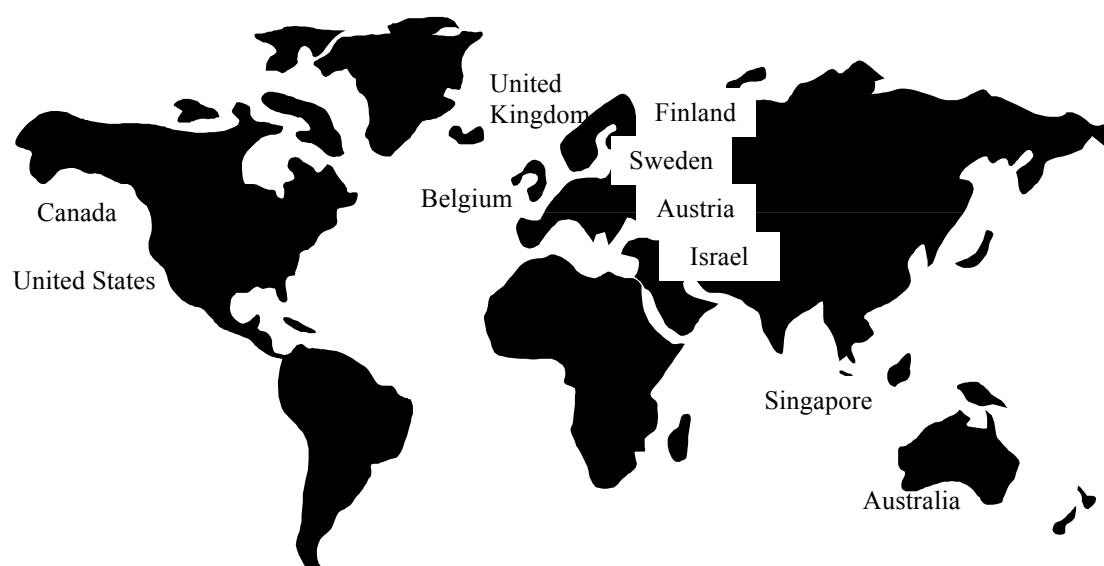 United
Kingdom
Finland
Sweden
Belgium
Austria
Canada
Israel
United States
Singapore
Australia